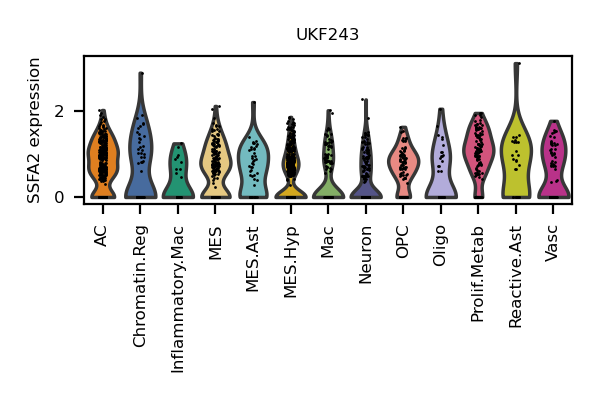 UKF243
SSFA2 expression
2
0
AC
Chromatin.Reg
Inflammatory.Mac
MES
MES.Ast
MES.Hyp
Mac
Neuron
OPC
Oligo
Prolif.Metab
Reactive.Ast
Vasc